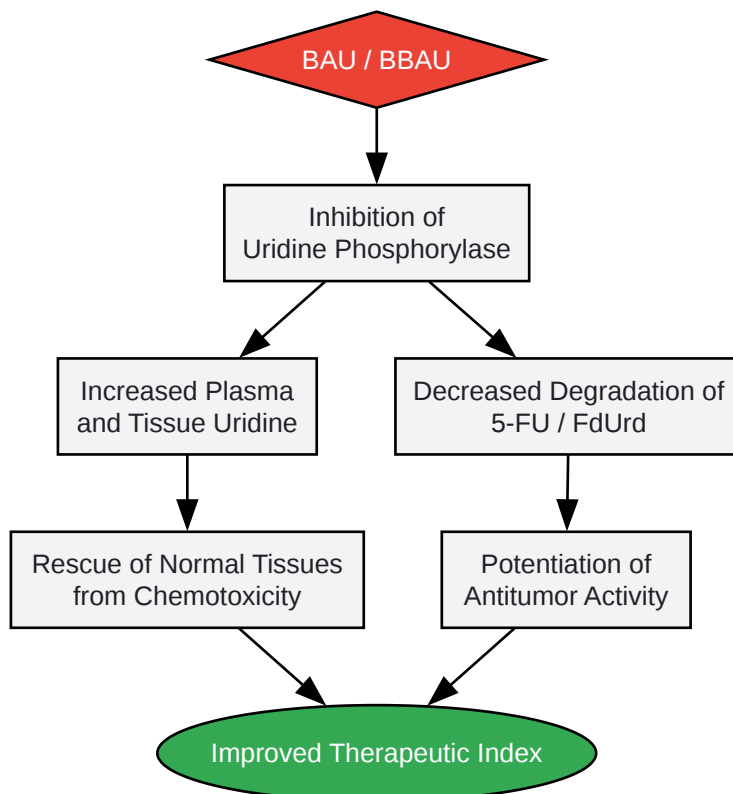 BAU / BBAU
Inhibition of
Uridine Phosphorylase
Increased Plasma
and Tissue Uridine
Decreased Degradation of
5-FU / FdUrd
Rescue of Normal Tissues
from Chemotoxicity
Potentiation of
Antitumor Activity
Improved Therapeutic Index